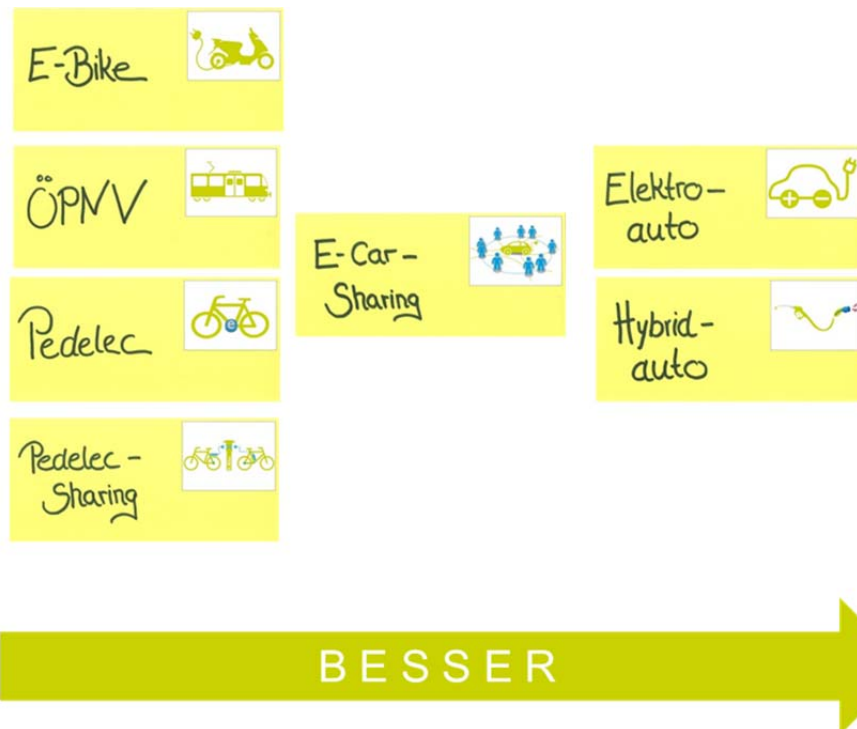 E-Bike
ÖPNV
Pedelec
Pedelec-
Sharing
E-Car-
Sharing
Elektro-
auto
Hybrid-
auto
BESSER